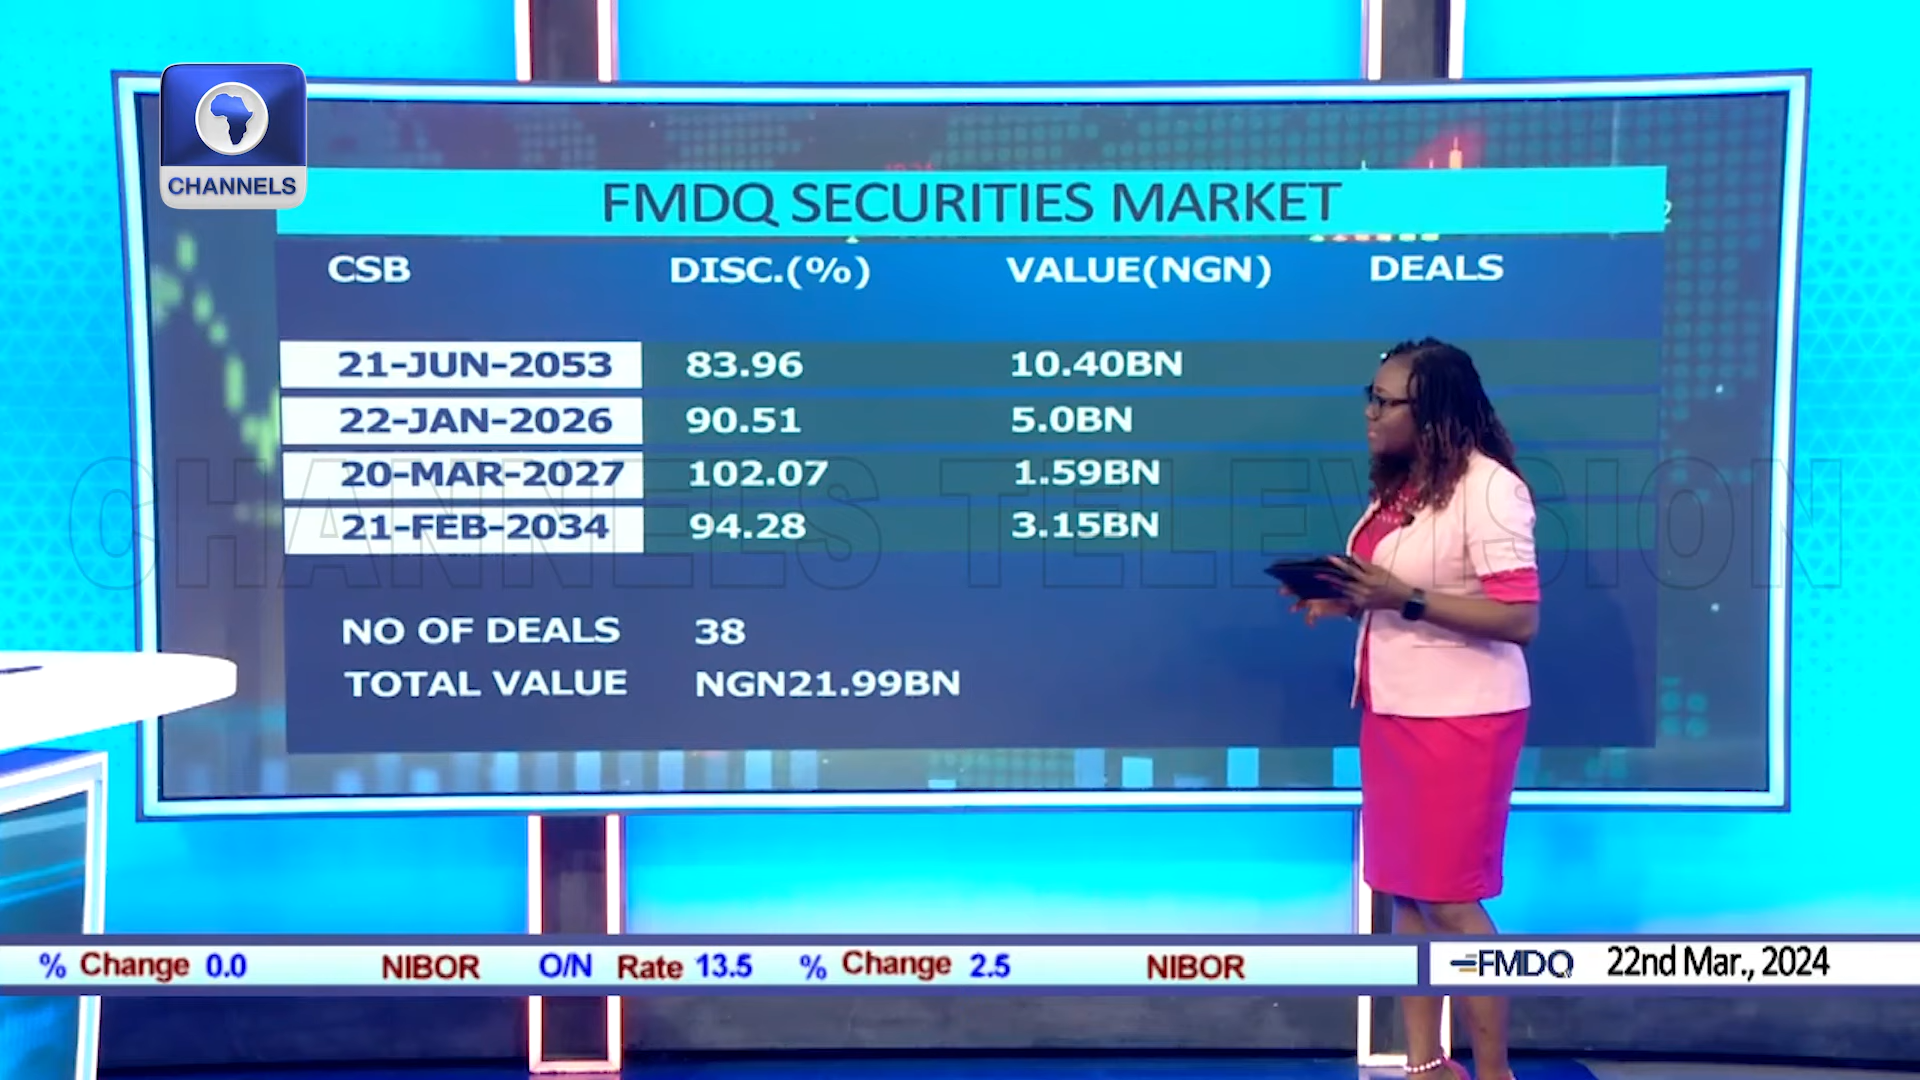 CHANNELS
FMDQ SECURITIES MARKET
CSB DISC.(%) VALUE(NGN) DEALS
21-JUN-2053 83.96 10.40BN
22-JAN-2026 90.51 5.0BN
20-MAR-2027 102.07 1.59BN
21-FEB-2034 94.28 3.15BN
CHANNELS TELEVISION
NO OF DEALS 38
TOTAL VALUE NGN21.99BN
% Change 0.0 NIBOR O/N Rate 13.5 % Change 2.5 NIBOR
FMDQ 22nd Mar., 2024